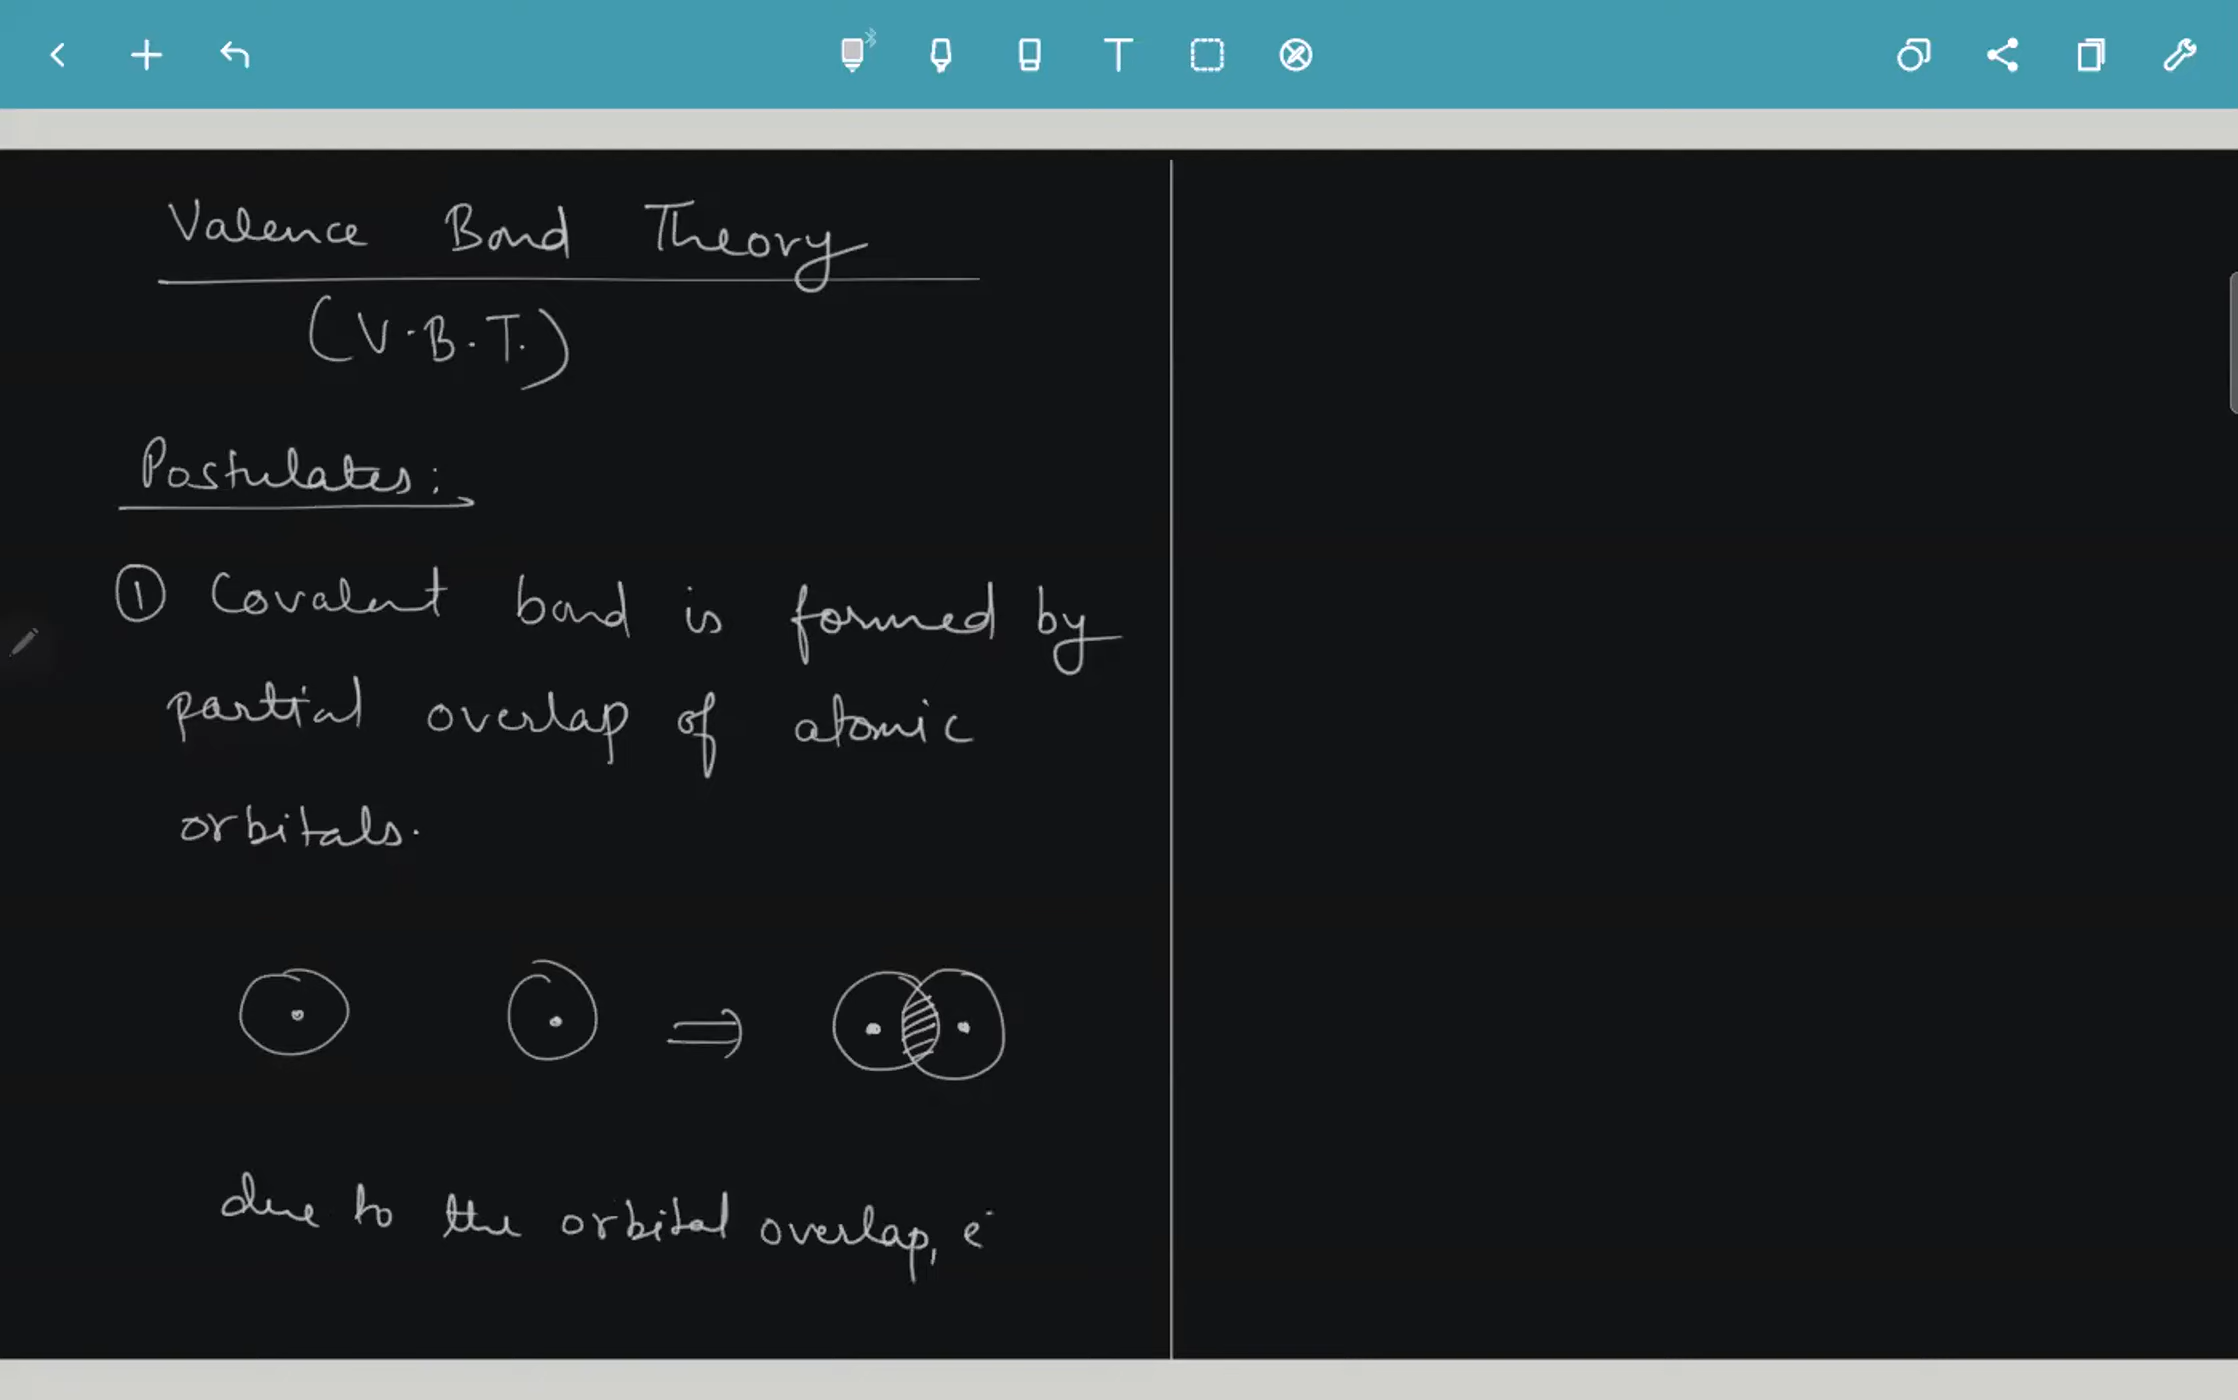 Valence Bond Theory
(V.B.T.)
Postulates:
① Covalent bond is formed by
partial overlap of atomic
orbitals.
due to the orbital overlap, e⁻